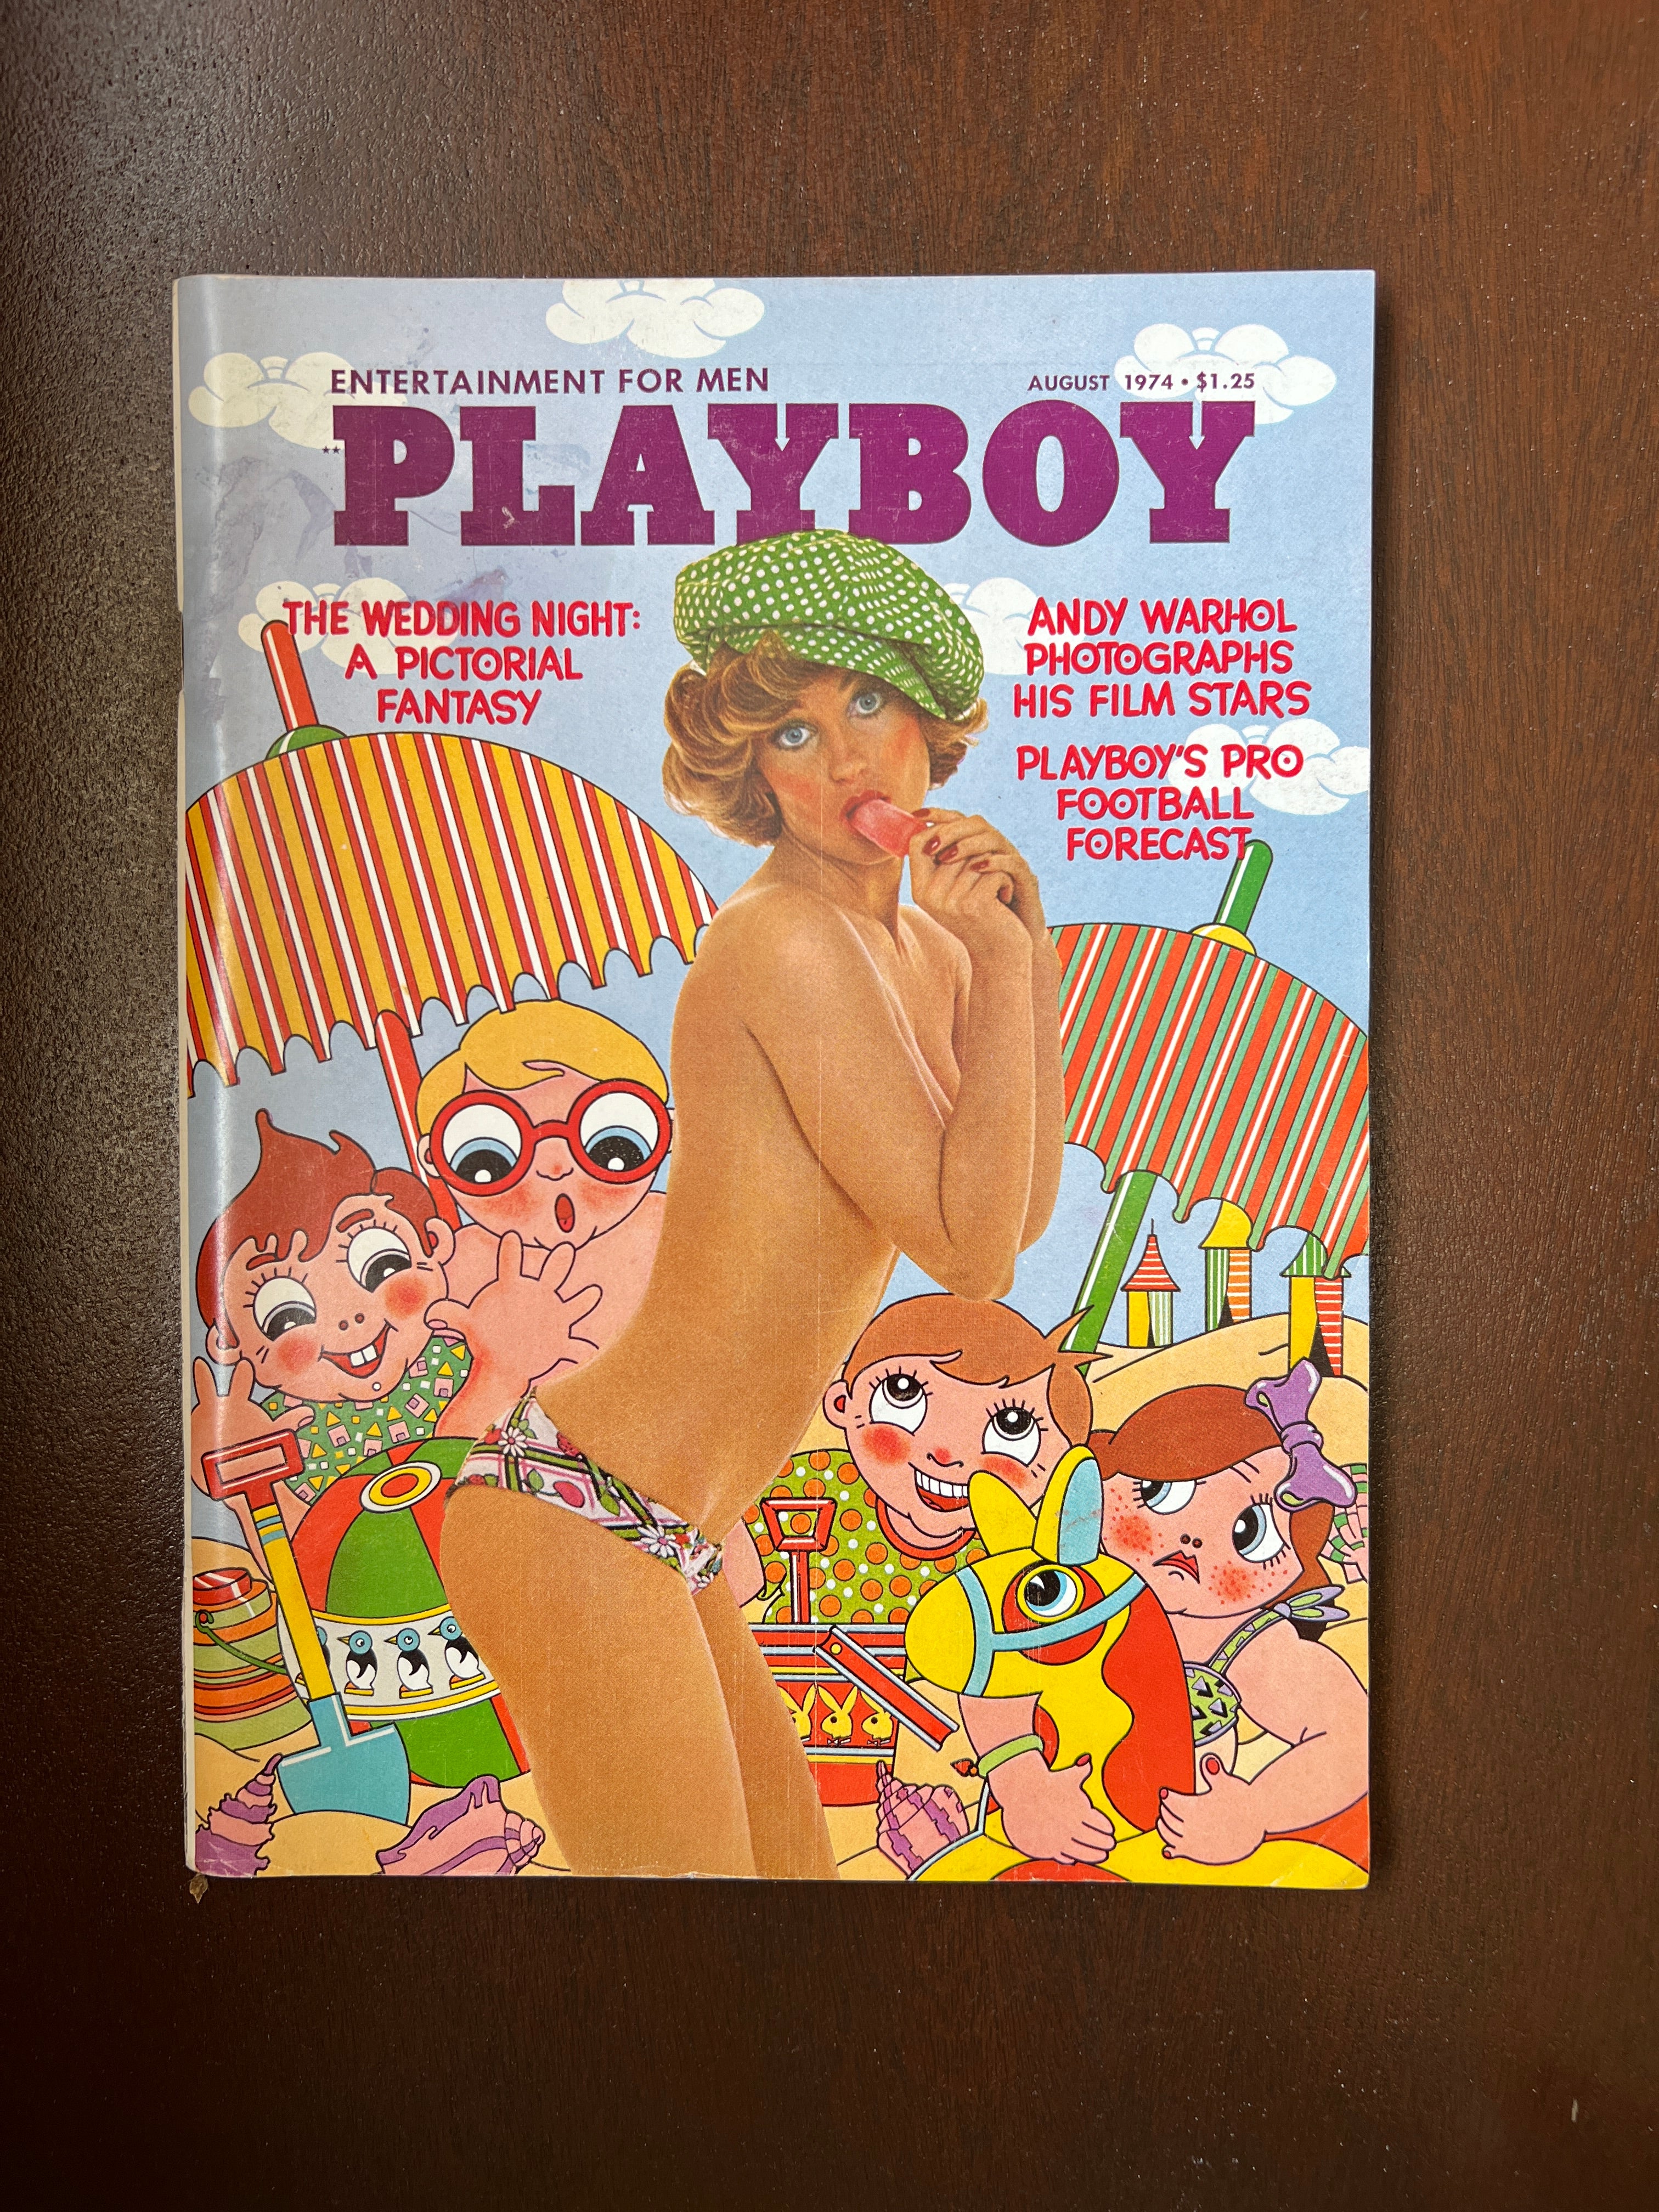 ENTERTAINMENT FOR MEN
AUGUST 1974 • $1.25
**
PLAYBOY
THE WEDDING NIGHT:
A PICTORIAL
FANTASY
ANDY WARHOL
PHOTOGRAPHS
HIS FILM STARS
PLAYBOY'S PRO
FOOTBALL
FORECAST